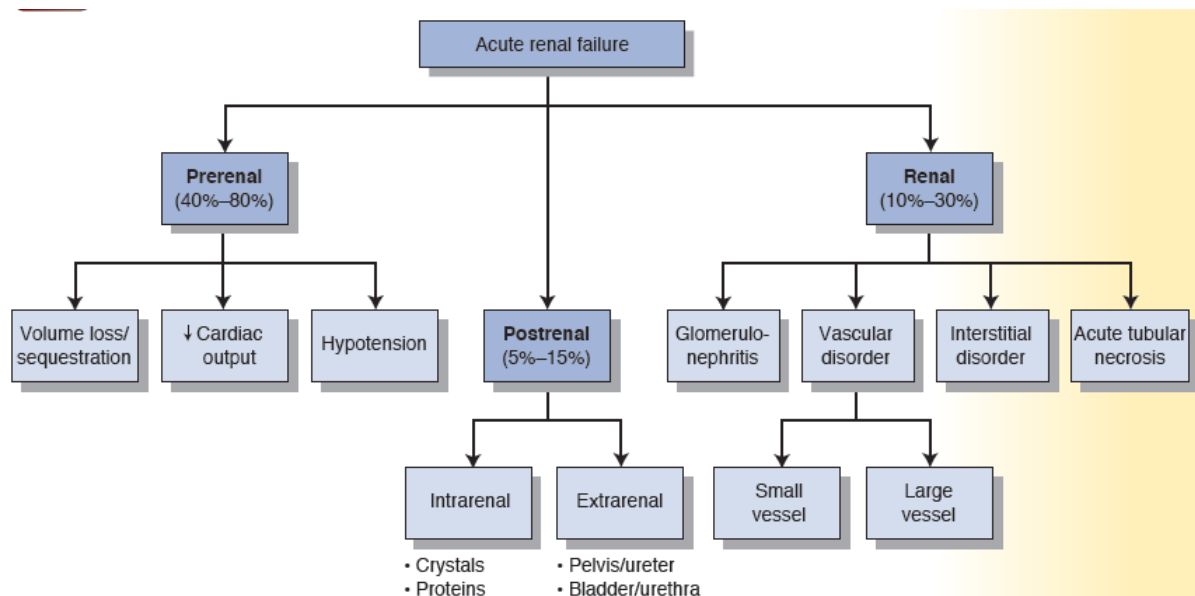 Acute renal failure
Prerenal
(40%–80%)
Renal
(10%–30%)
Volume loss/
sequestration
↓ Cardiac
output
Hypotension
Postrenal
(5%–15%)
Glomerulo-
nephritis
Vascular
disorder
Interstitial
disorder
Acute tubular
necrosis
Intrarenal
Extrarenal
Small
vessel
Large
vessel
• Crystals
• Proteins
• Pelvis/ureter
• Bladder/urethra